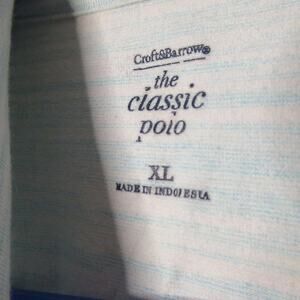 Croft&Barrow®
the
classic
polo
XL
MADE IN INDONESIA